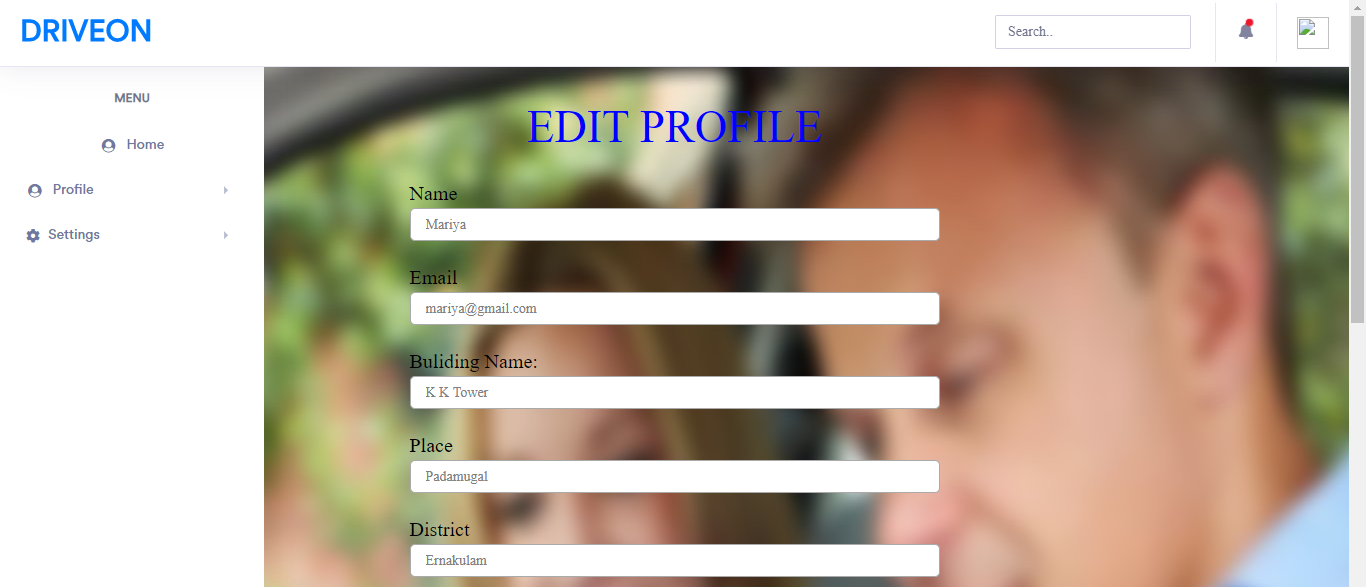 DRIVEON
Search..
MENU
Home
Profile
Settings
EDIT PROFILE
Name
Mariya
Email
mariya@gmail.com
Buliding Name:
K K Tower
Place
Padamugal
District
Ernakulam